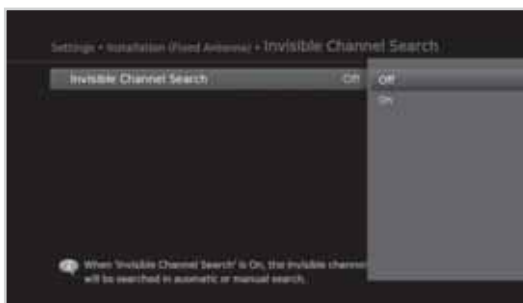 Settings • Installation (Fixed Antenna) • Invisible Channel Search
Invisible Channel Search Off
Off
On
When 'Invisible Channel Search' is On, the invisible channel
will be searched in automatic or manual search.